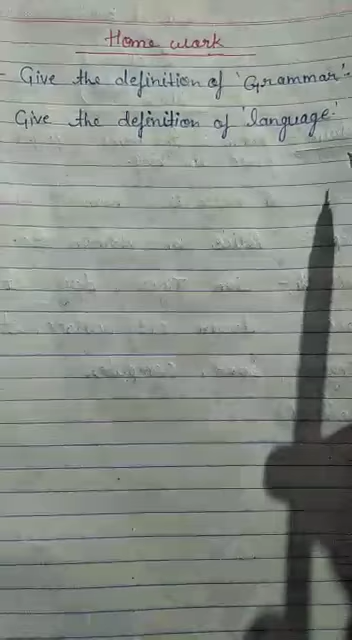 Home work
- Give the definition of 'Grammar'.
Give the definition of 'language'.